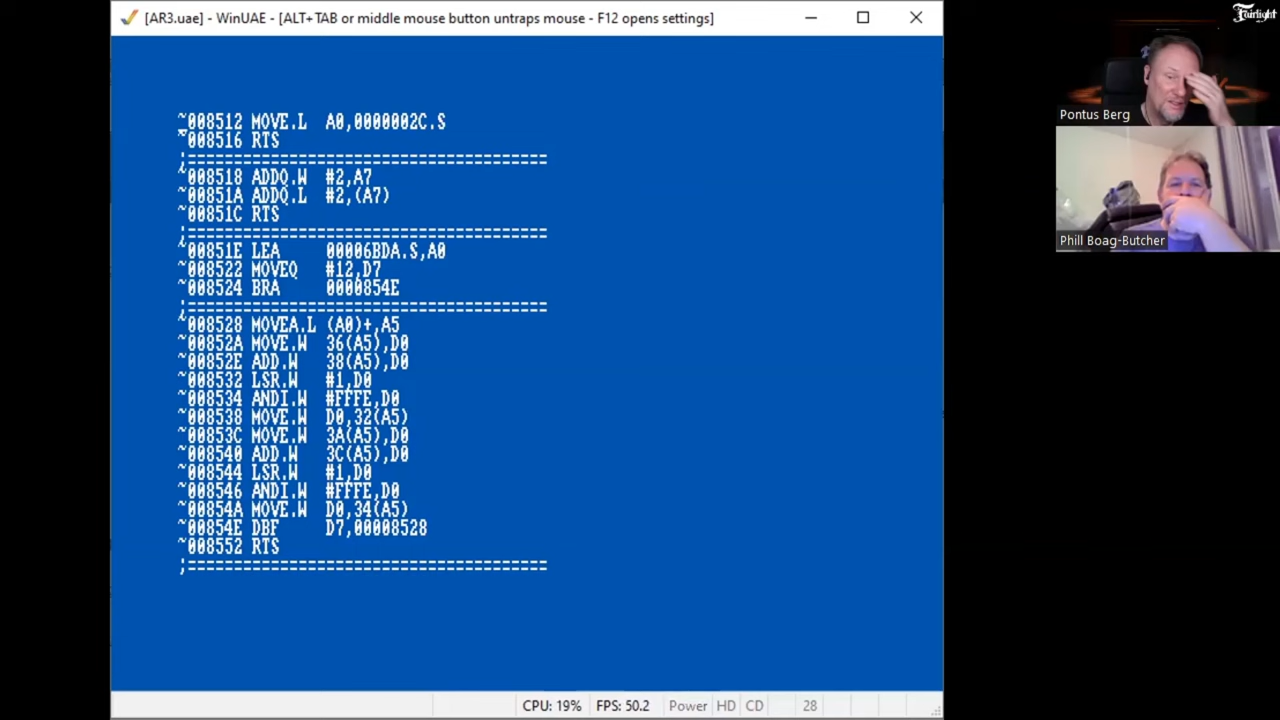 [AR3.uae] - WinUAE - [ALT+TAB or middle mouse button untraps mouse - F12 opens settings]
~008512 MOVE.L A0,0000002C.S
~008516 RTS
;=======================================
~008518 ADDQ.W #2,A7
~00851A ADDQ.L #2,(A7)
~00851C RTS
;=======================================
~00851E LEA 00006BDA.S,A0
~008522 MOVEQ #12,D7
~008524 BRA 0000854E
;=======================================
~008528 MOVEA.L (A0)+,A5
~00852A MOVE.W 36(A5),D0
~00852E ADD.W 38(A5),D0
~008532 LSR.W #1,D0
~008534 ANDI.W #FFFE,D0
~008538 MOVE.W D0,32(A5)
~00853C MOVE.W 3A(A5),D0
~008540 ADD.W 3C(A5),D0
~008544 LSR.W #1,D0
~008546 ANDI.W #FFFE,D0
~00854A MOVE.W D0,34(A5)
~00854E DBF D7,00008528
~008552 RTS
;=======================================
CPU: 19% FPS: 50.2 Power HD CD 28
Fairlight
Pontus Berg
Phill Boag-Butcher